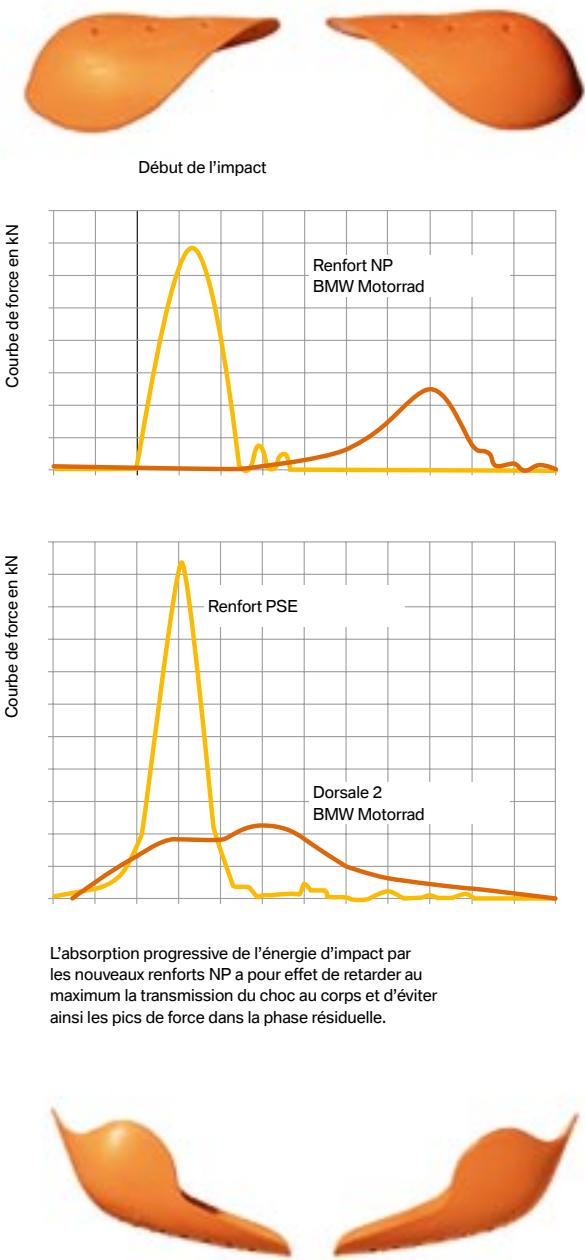 Début de l’impact
Courbe de force en kN
Renfort NP
BMW Motorrad
Courbe de force en kN
Renfort PSE
Dorsale 2
BMW Motorrad
L’absorption progressive de l’énergie d’impact par
les nouveaux renforts NP a pour effet de retarder au
maximum la transmission du choc au corps et d’éviter
ainsi les pics de force dans la phase résiduelle.